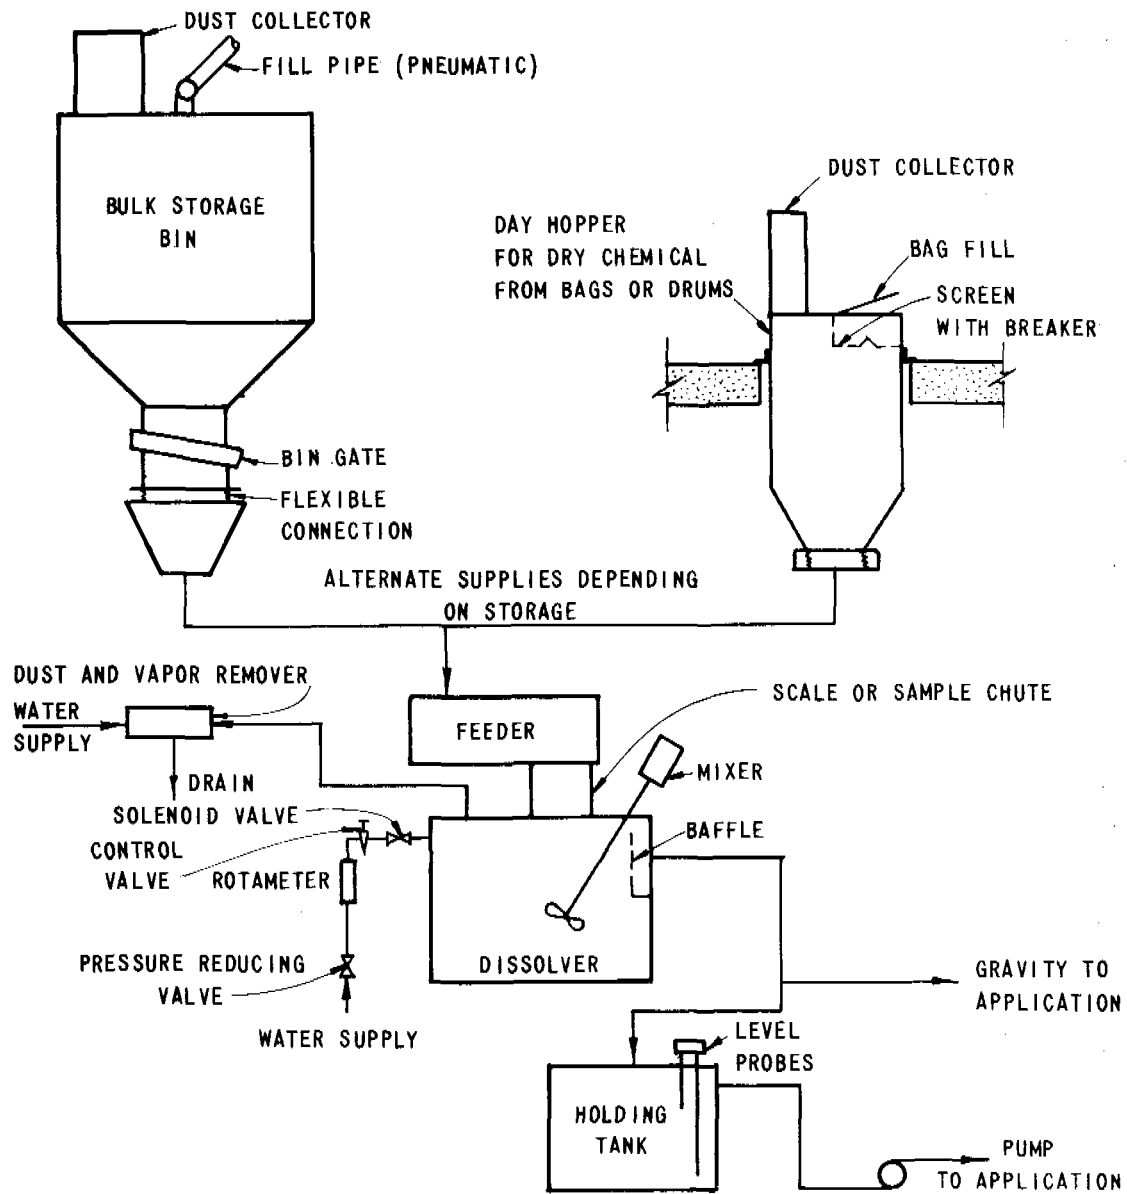 DUST COLLECTOR
FILL PIPE (PNEUMATIC)
BULK STORAGE
BIN
DUST COLLECTOR
DAY HOPPER
FOR DRY CHEMICAL
FROM BAGS OR DRUMS
BAG FILL
SCREEN
WITH BREAKER
BIN GATE
FLEXIBLE
CONNECTION
ALTERNATE SUPPLIES DEPENDING
ON STORAGE
DUST AND VAPOR REMOVER
WATER
SUPPLY
FEEDER
SCALE OR SAMPLE CHUTE
MIXER
DRAIN
SOLENOID VALVE
CONTROL
VALVE
ROTAMETER
BAFFLE
PRESSURE REDUCING
VALVE
DISSOLVER
WATER SUPPLY
GRAVITY TO
APPLICATION
LEVEL
PROBES
HOLDING
TANK
PUMP
TO APPLICATION